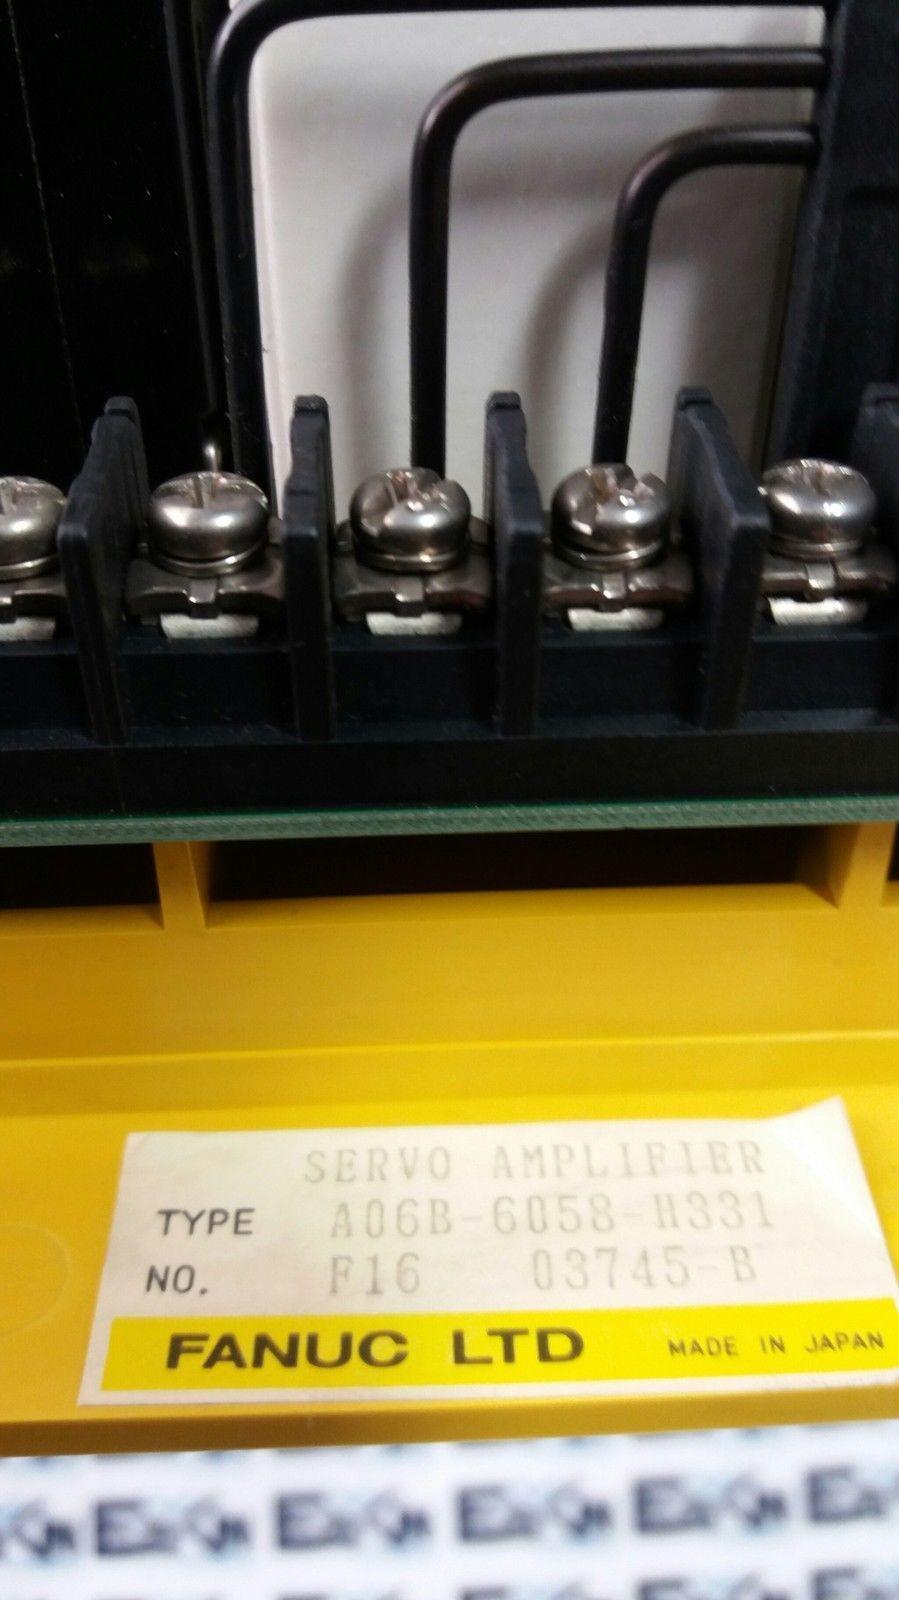 SERVO AMPLIFIER
TYPE A06B-6058-H331
NO. F16 03745-B
FANUC LTD MADE IN JAPAN